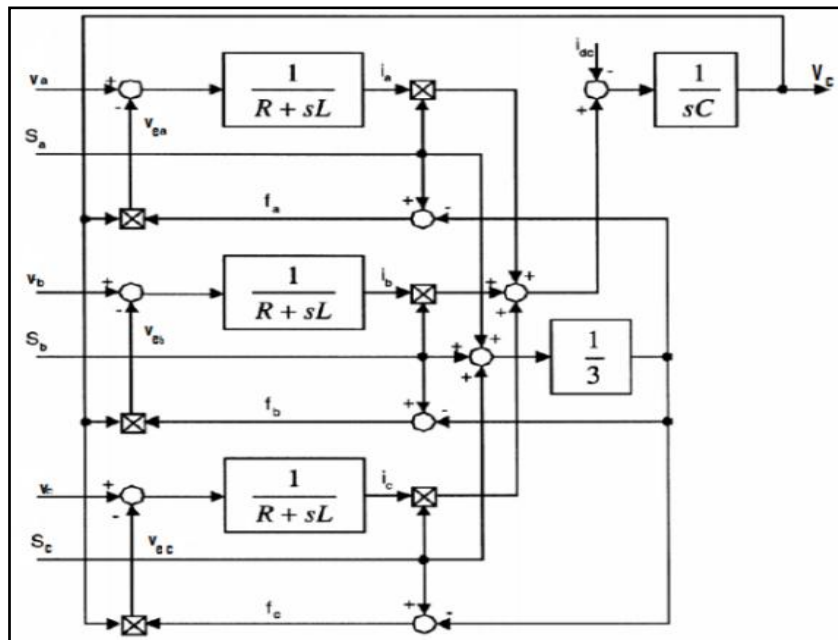 i_dc
v_a
+
-
1
R + sL
i_a
-
+
1
sC
V_c
v_ea
S_a
f_a
+
-
v_b
+
-
1
R + sL
i_b
+
+
+
v_eb
S_b
+
+
+
1
3
f_b
+
-
+
-
1
R + sL
i_c
v_ec
S_c
f_c
+
-